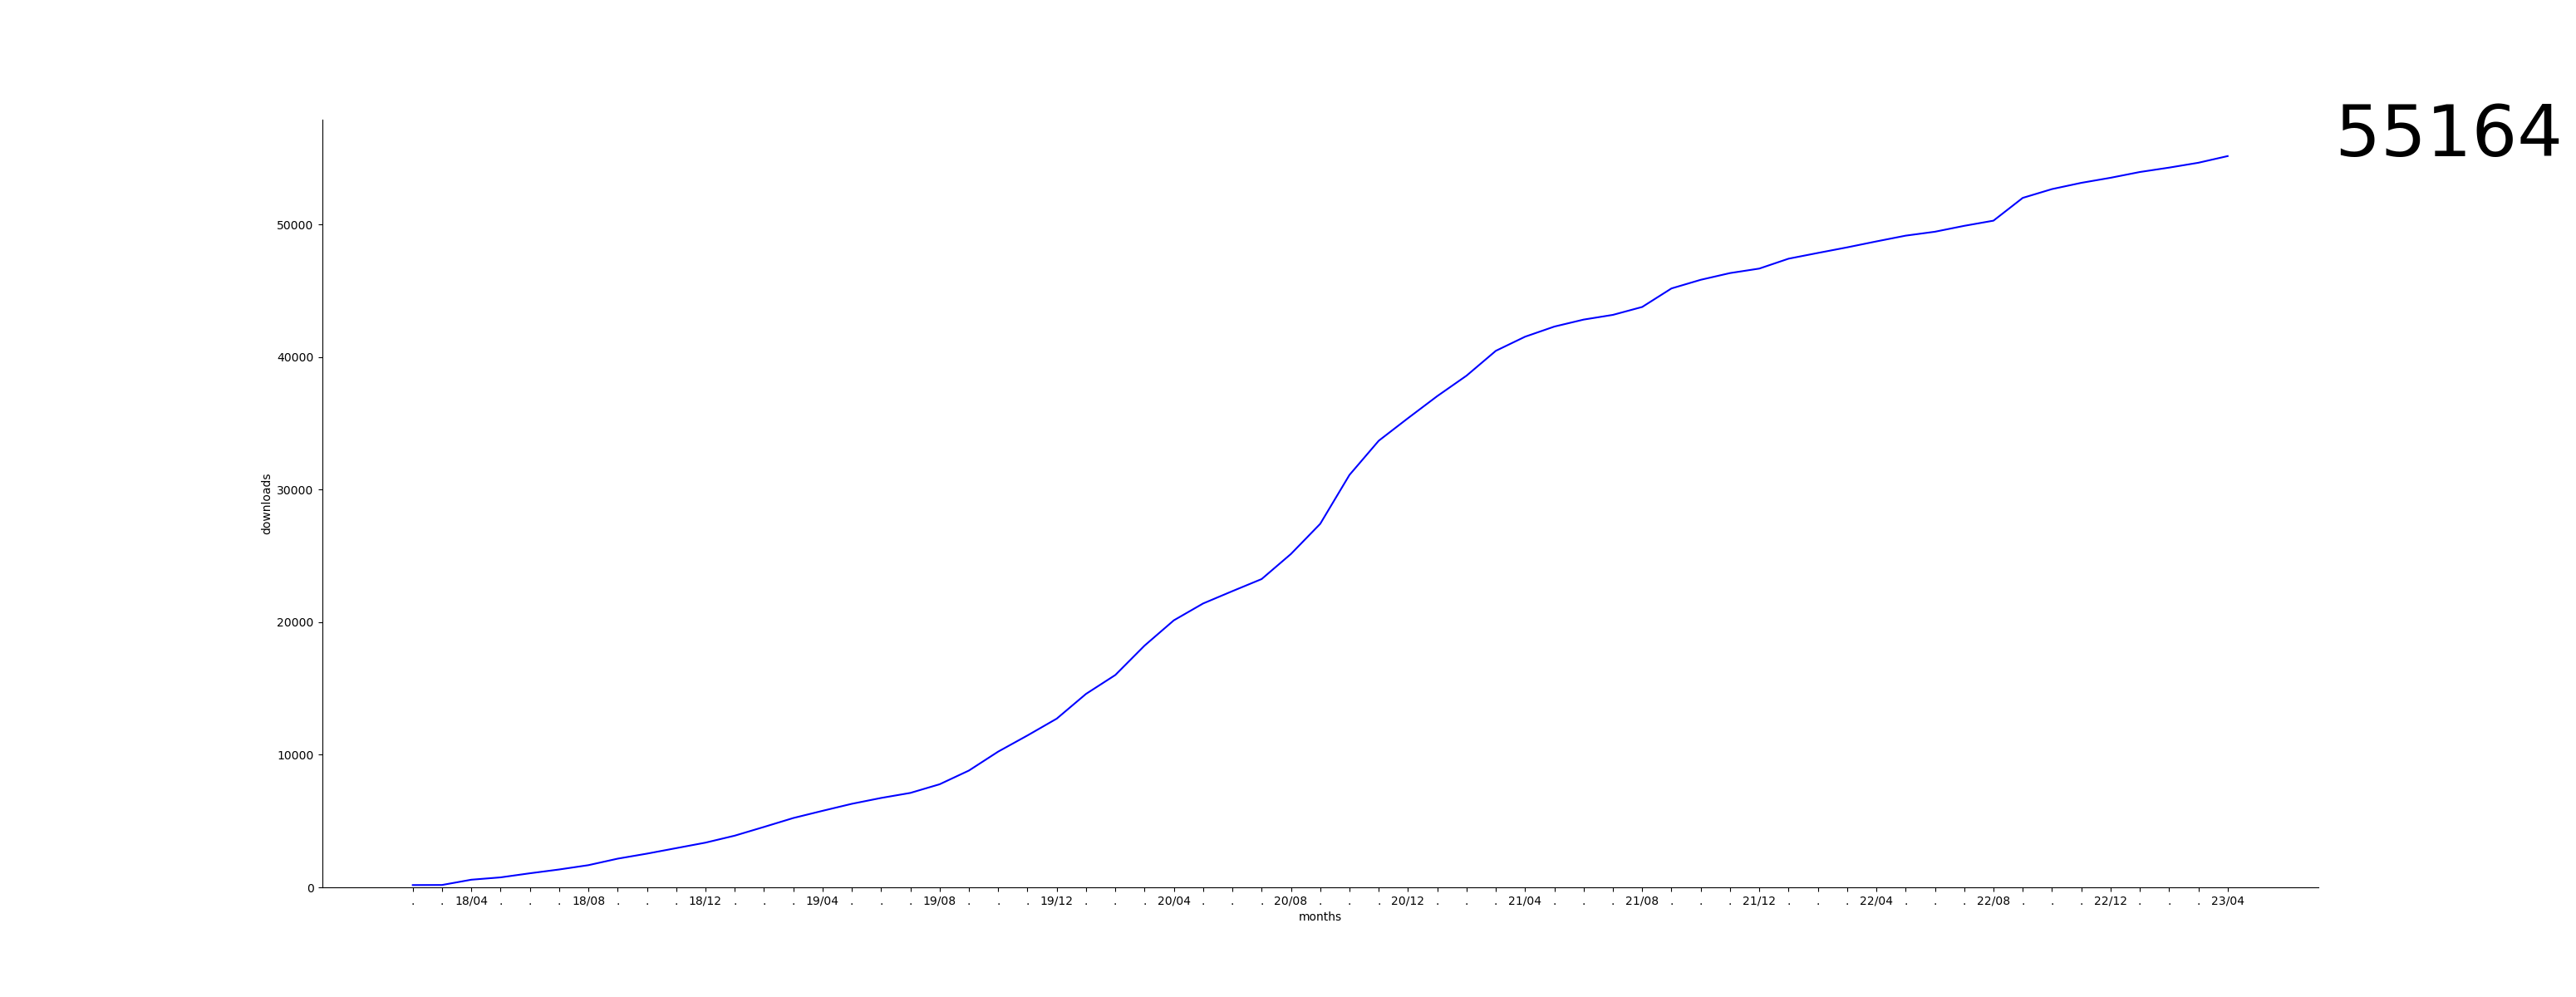 55164
50000
40000
30000
20000
10000
0
downloads
. . 18/04 . . . 18/08 . . . 18/12 . . . 19/04 . . . 19/08 . . . 19/12 . . . 20/04 . . . 20/08 . . . 20/12 . . . 21/04 . . . 21/08 . . . 21/12 . . . 22/04 . . . 22/08 . . . 22/12 . . . 23/04
months